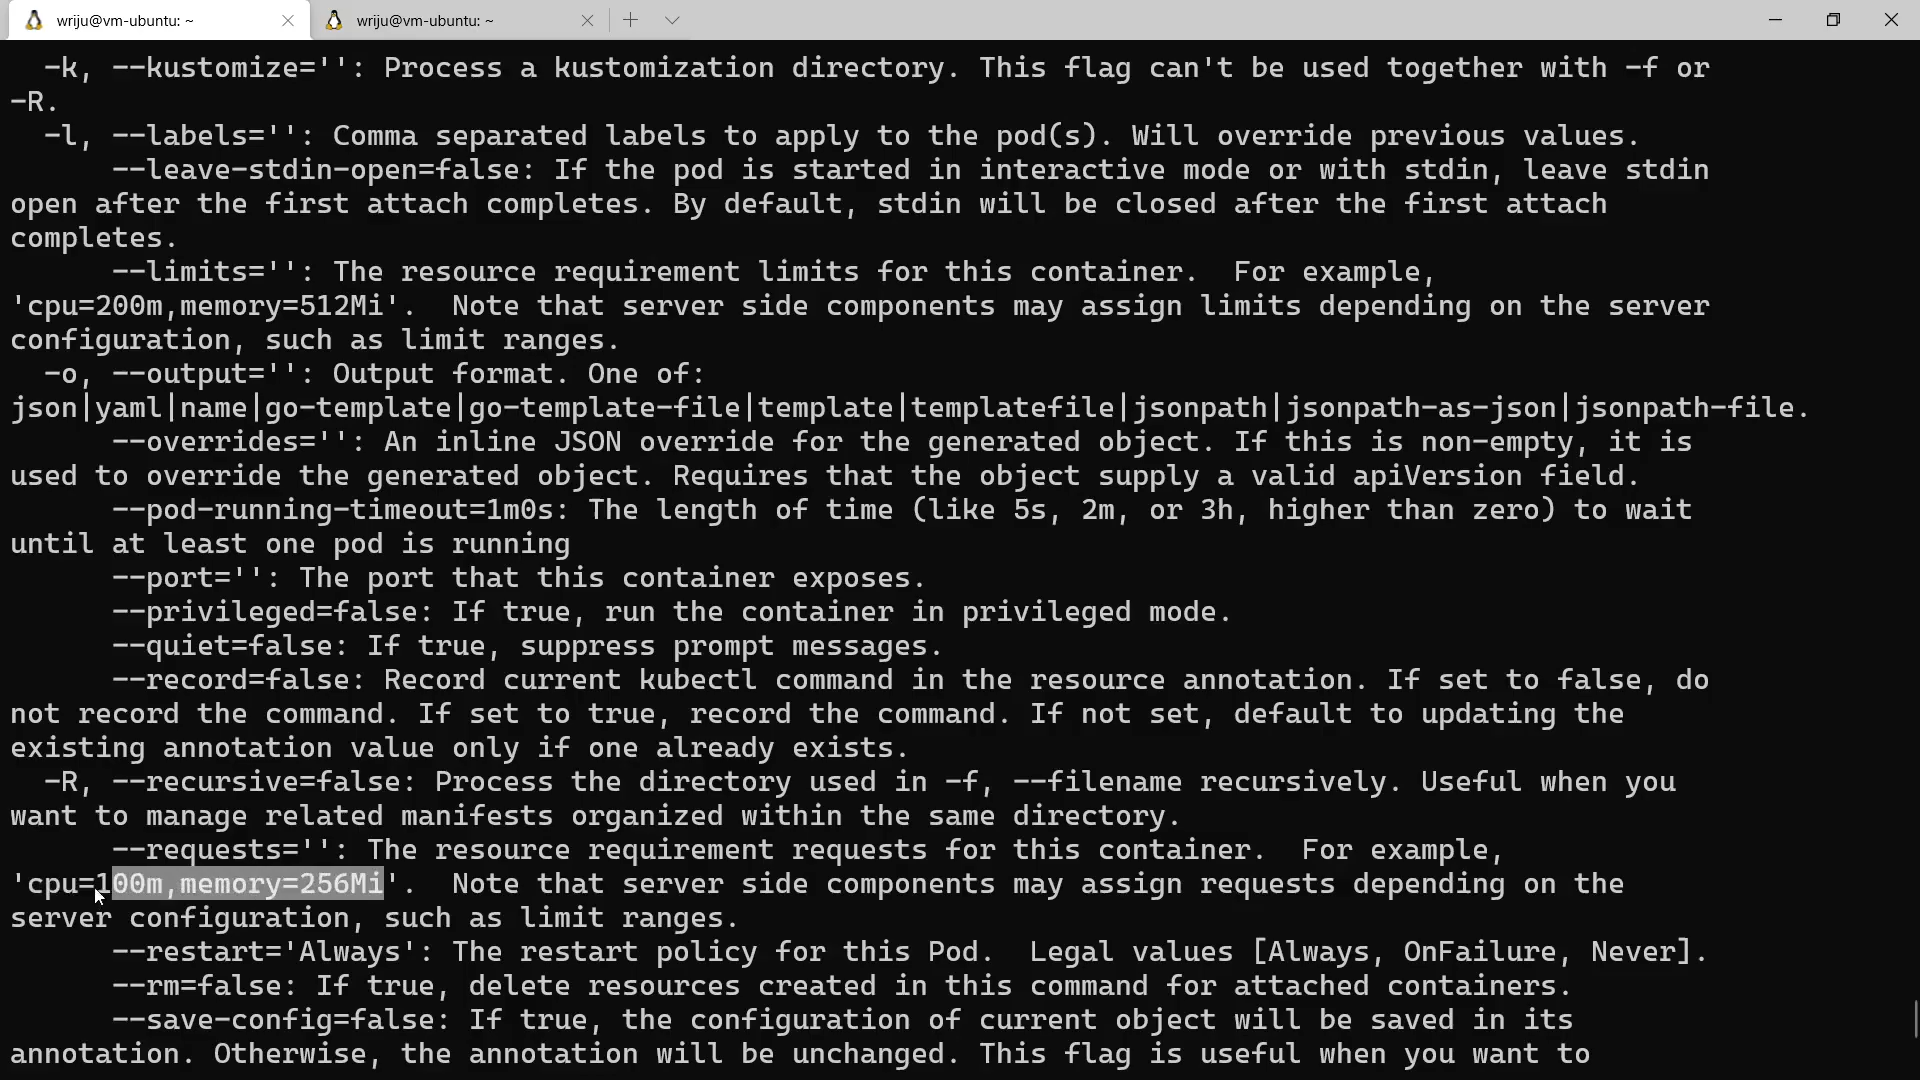 wriju@vm-ubuntu: ~
wriju@vm-ubuntu: ~
-k, --kustomize='': Process a kustomization directory. This flag can't be used together with -f or
-R.
-l, --labels='': Comma separated labels to apply to the pod(s). Will override previous values.
--leave-stdin-open=false: If the pod is started in interactive mode or with stdin, leave stdin
open after the first attach completes. By default, stdin will be closed after the first attach
completes.
--limits='': The resource requirement limits for this container.  For example,
'cpu=200m,memory=512Mi'.  Note that server side components may assign limits depending on the server
configuration, such as limit ranges.
-o, --output='': Output format. One of:
json|yaml|name|go-template|go-template-file|template|templatefile|jsonpath|jsonpath-as-json|jsonpath-file.
--overrides='': An inline JSON override for the generated object. If this is non-empty, it is
used to override the generated object. Requires that the object supply a valid apiVersion field.
--pod-running-timeout=1m0s: The length of time (like 5s, 2m, or 3h, higher than zero) to wait
until at least one pod is running
--port='': The port that this container exposes.
--privileged=false: If true, run the container in privileged mode.
--quiet=false: If true, suppress prompt messages.
--record=false: Record current kubectl command in the resource annotation. If set to false, do
not record the command. If set to true, record the command. If not set, default to updating the
existing annotation value only if one already exists.
-R, --recursive=false: Process the directory used in -f, --filename recursively. Useful when you
want to manage related manifests organized within the same directory.
--requests='': The resource requirement requests for this container.  For example,
'cpu=100m,memory=256Mi'.  Note that server side components may assign requests depending on the
server configuration, such as limit ranges.
--restart='Always': The restart policy for this Pod.  Legal values [Always, OnFailure, Never].
--rm=false: If true, delete resources created in this command for attached containers.
--save-config=false: If true, the configuration of current object will be saved in its
annotation. Otherwise, the annotation will be unchanged. This flag is useful when you want to